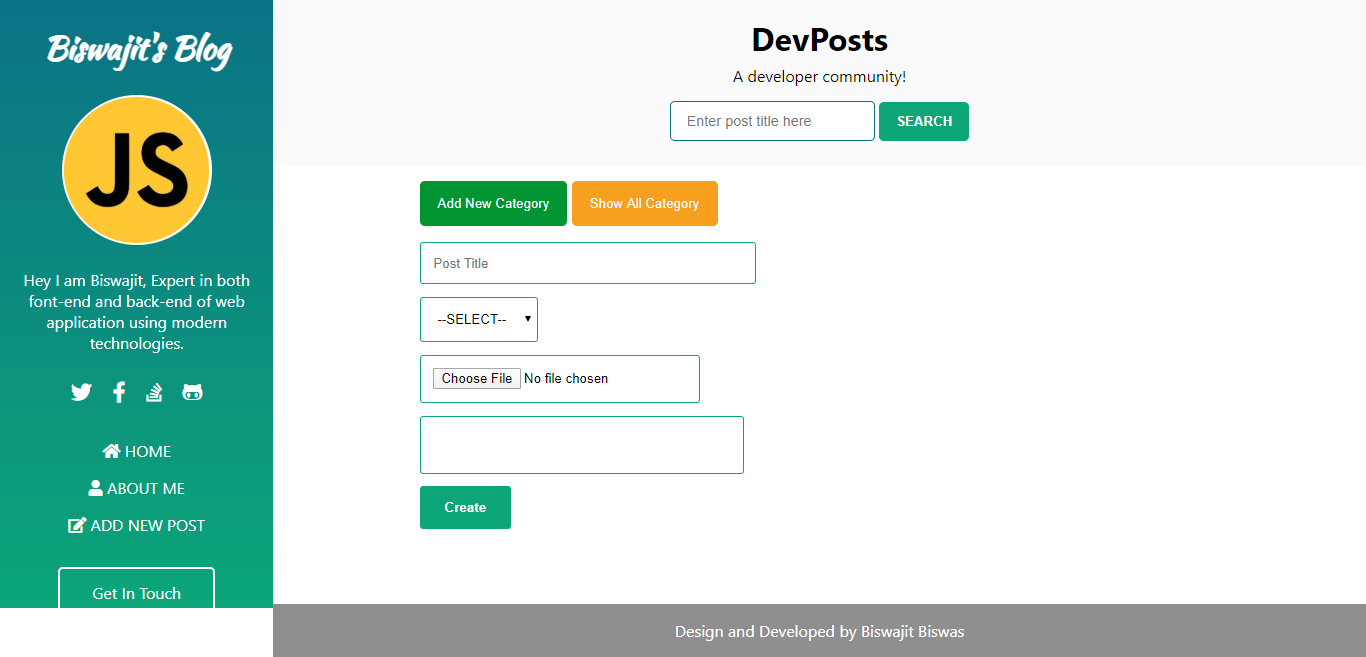 Biswajit's Blog
JS
Hey I am Biswajit, Expert in both
font-end and back-end of web
application using modern
technologies.
HOME
ABOUT ME
ADD NEW POST
Get In Touch
DevPosts
A developer community!
Enter post title here SEARCH
Add New Category Show All Category
Post Title
--SELECT--
Choose File No file chosen
Create
Design and Developed by Biswajit Biswas